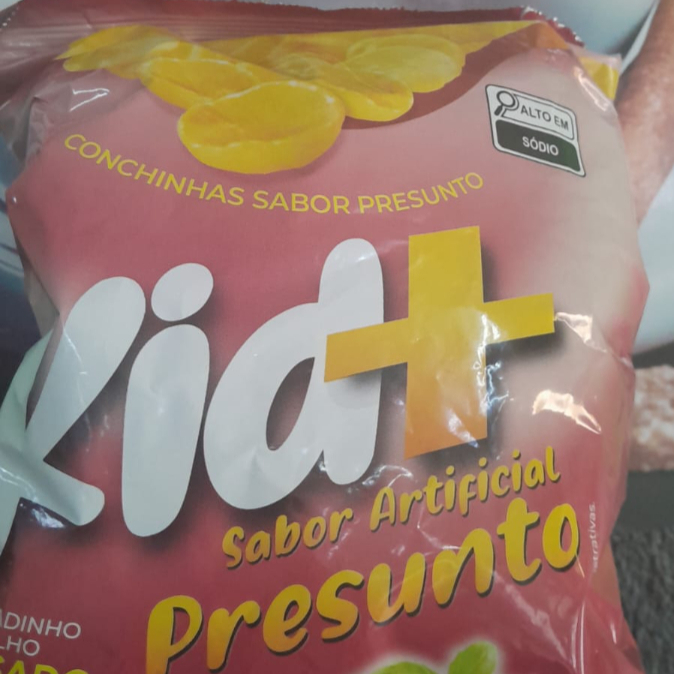 ALTO EM
SÓDIO
CONCHINHAS SABOR PRESUNTO
Kid+
Sabor Artificial
Presunto